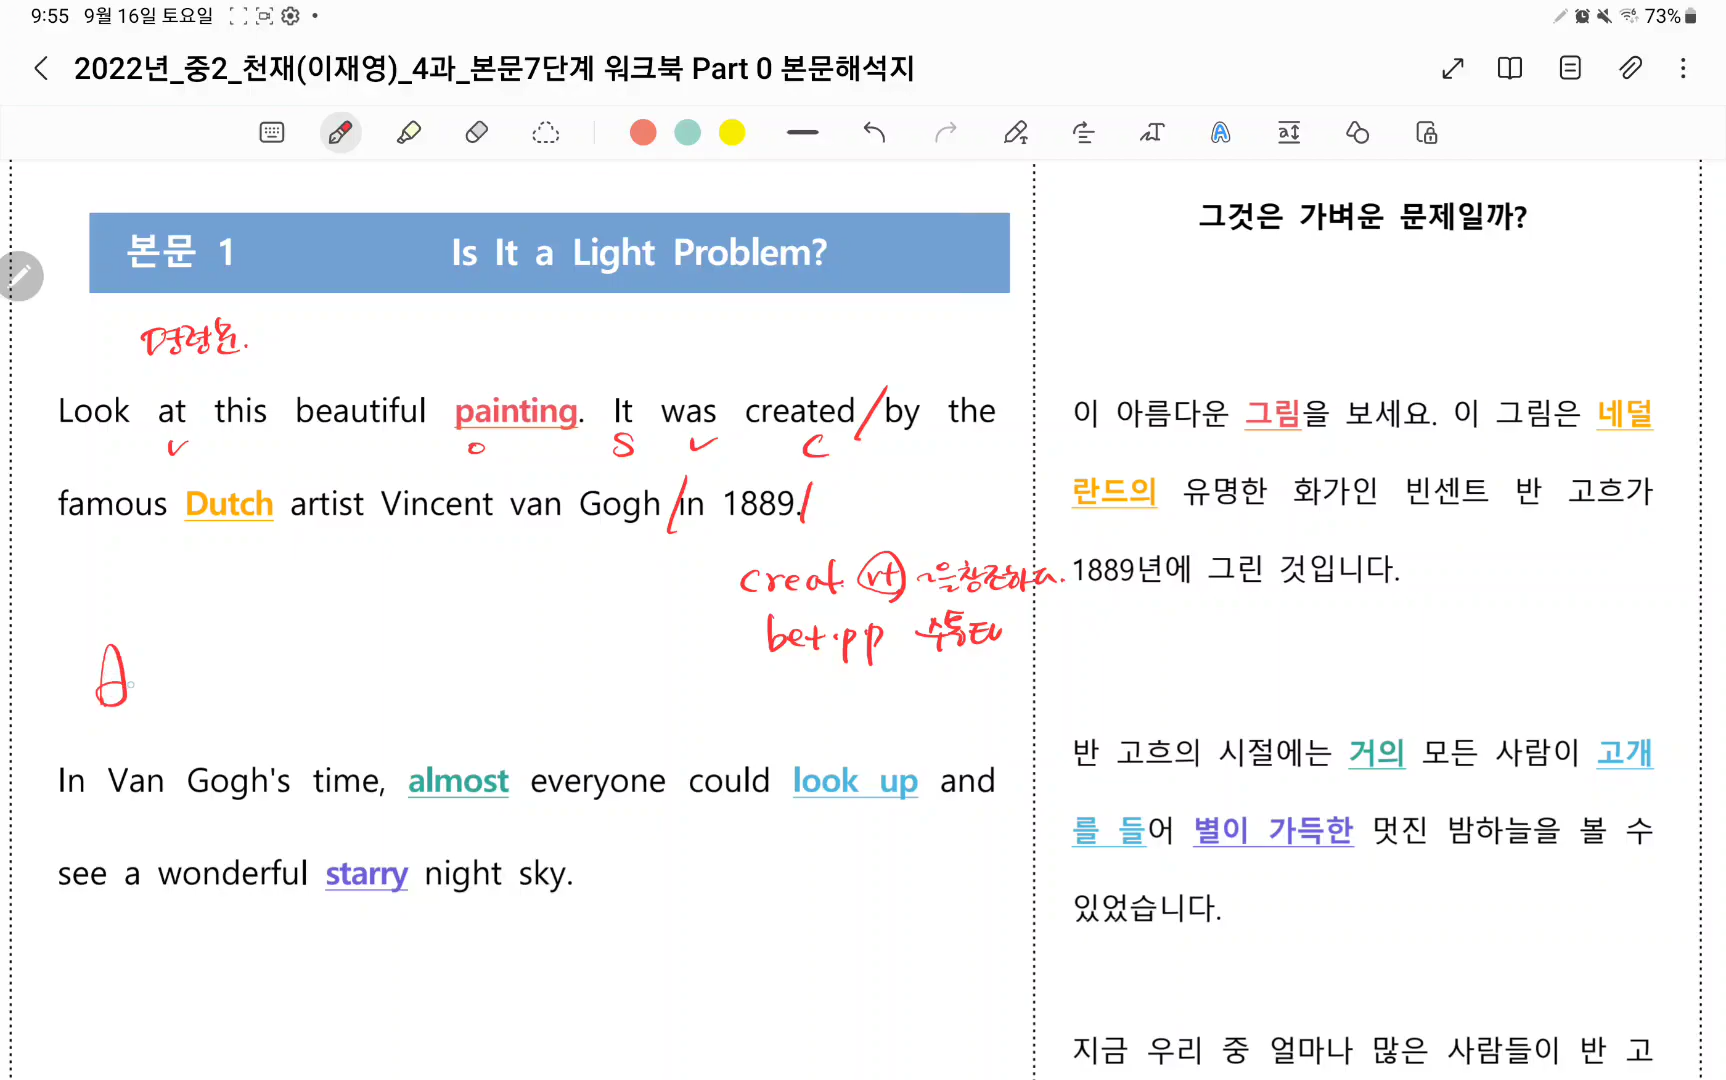 9:55 9월 16일 토요일
73%
2022년_중2_천재(이재영)_4과_본문7단계 워크북 Part 0 본문해석지
본문 1 Is It a Light Problem?
명령문.
Look at this beautiful painting. It was created / by the
v o S v C
famous Dutch artist Vincent van Gogh / in 1889. /
creat. vt ~을창조하다.
be+.pp 수동태
A
In Van Gogh's time, almost everyone could look up and
see a wonderful starry night sky.
그것은 가벼운 문제일까?
이 아름다운 그림을 보세요. 이 그림은 네덜
란드의 유명한 화가인 빈센트 반 고흐가
1889년에 그린 것입니다.
반 고흐의 시절에는 거의 모든 사람이 고개
를 들어 별이 가득한 멋진 밤하늘을 볼 수
있었습니다.
지금 우리 중 얼마나 많은 사람들이 반 고